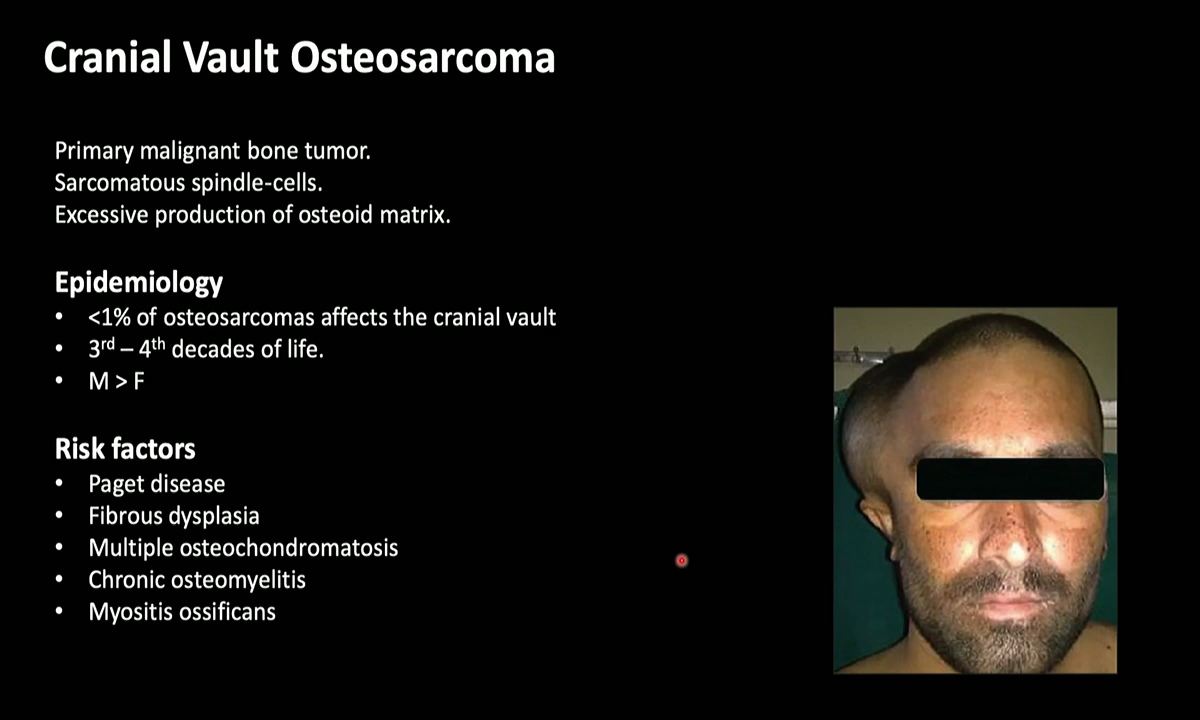 Cranial Vault Osteosarcoma
Primary malignant bone tumor.
Sarcomatous spindle-cells.
Excessive production of osteoid matrix.
Epidemiology
• <1% of osteosarcomas affects the cranial vault
• 3rd – 4th decades of life.
• M > F
Risk factors
• Paget disease
• Fibrous dysplasia
• Multiple osteochondromatosis
• Chronic osteomyelitis
• Myositis ossificans